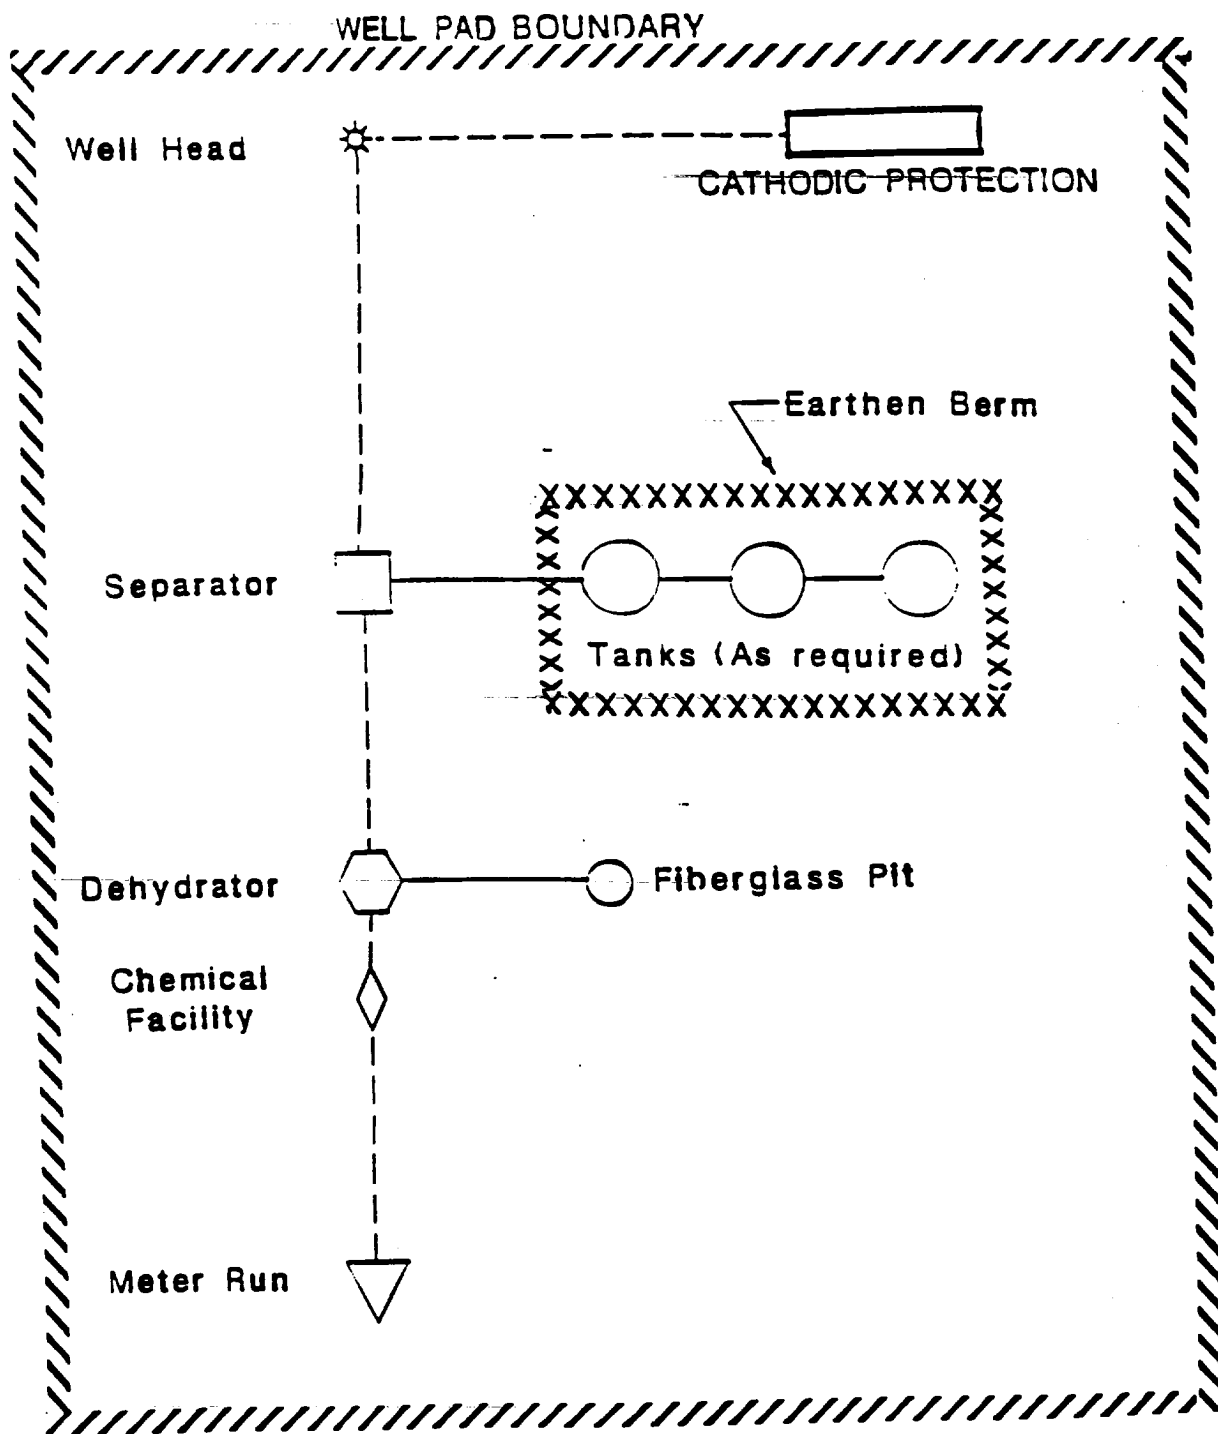 WELL PAD BOUNDARY
Well Head
CATHODIC PROTECTION
Earthen Berm
Separator
Tanks (As required)
Dehydrator
Fiberglass Pit
Chemical
Facility
Meter Run